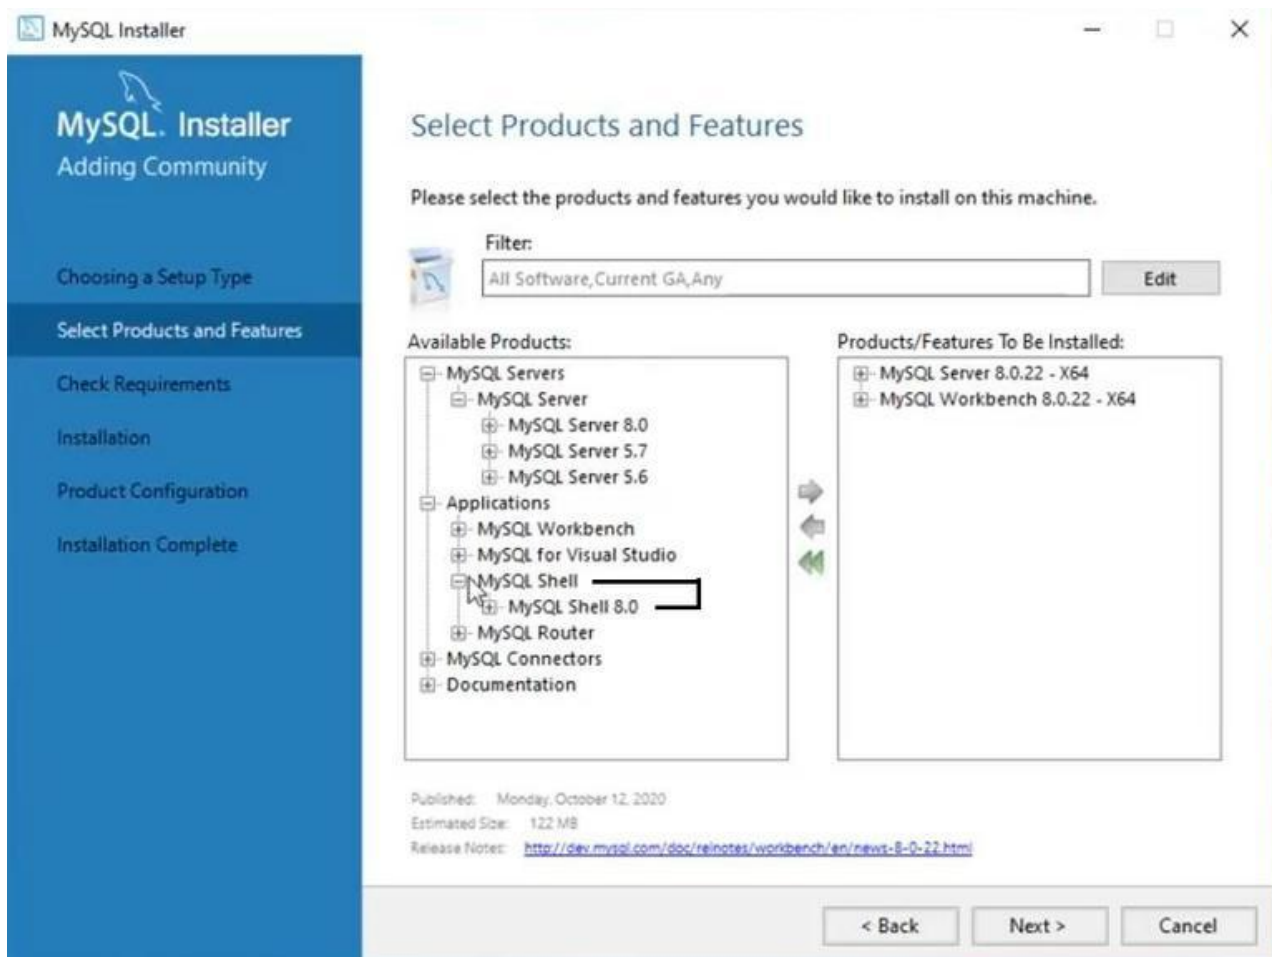 MySQL Installer
MySQL. Installer
Adding Community
Choosing a Setup Type
Select Products and Features
Check Requirements
Installation
Product Configuration
Installation Complete
Select Products and Features
Please select the products and features you would like to install on this machine.
Filter:
All Software,Current GA,Any
Edit
Available Products:
MySQL Servers
MySQL Server
MySQL Server 8.0
MySQL Server 5.7
MySQL Server 5.6
Applications
MySQL Workbench
MySQL for Visual Studio
MySQL Shell
MySQL Shell 8.0
MySQL Router
MySQL Connectors
Documentation
Products/Features To Be Installed:
MySQL Server 8.0.22 - X64
MySQL Workbench 8.0.22 - X64
Published: Monday, October 12, 2020
Estimated Size: 122 MB
Release Notes: http://dev.mysql.com/doc/relnotes/workbench/en/news-8-0-22.html
< Back
Next >
Cancel